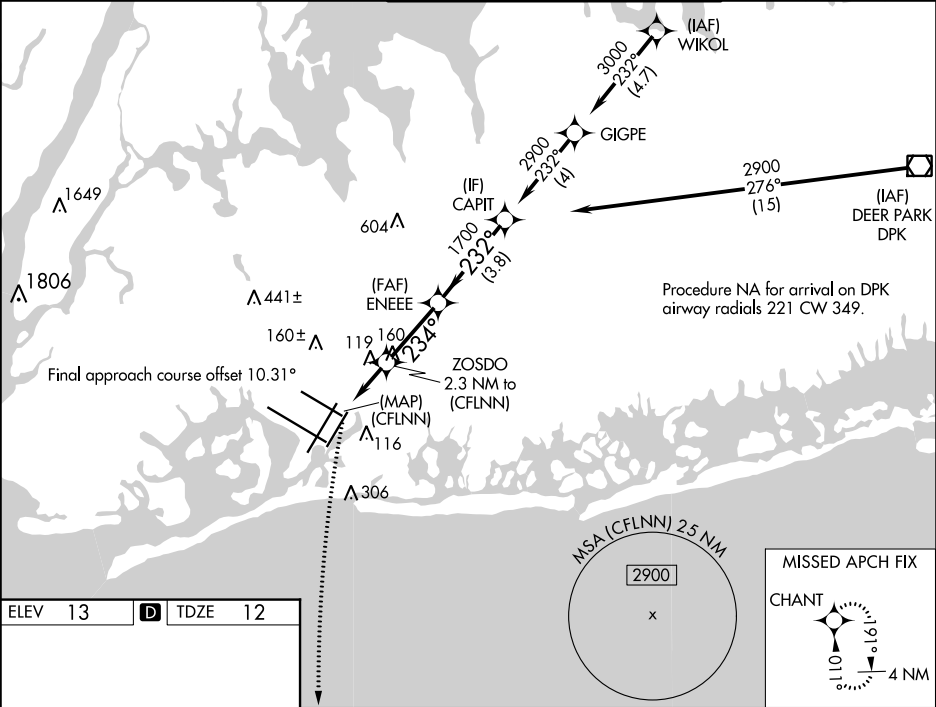 (IAF)
WIKOL
3000
232°
(4.7)
GIGPE
2900
232°
(4)
2900
276°
(15)
(IAF)
DEER PARK
DPK
(IF)
CAPIT
1649
604
1700
232°
(3.8)
1806
441±
(FAF)
ENEEE
Procedure NA for arrival on DPK
airway radials 221 CW 349.
160±
119
160
234°
ZOSDO
2.3 NM to
(CFLNN)
Final approach course offset 10.31°
(MAP)
(CFLNN)
116
306
MSA (CFLNN) 25 NM
2900
x
MISSED APCH FIX
CHANT
191°
011°
4 NM
ELEV 13 D TDZE 12